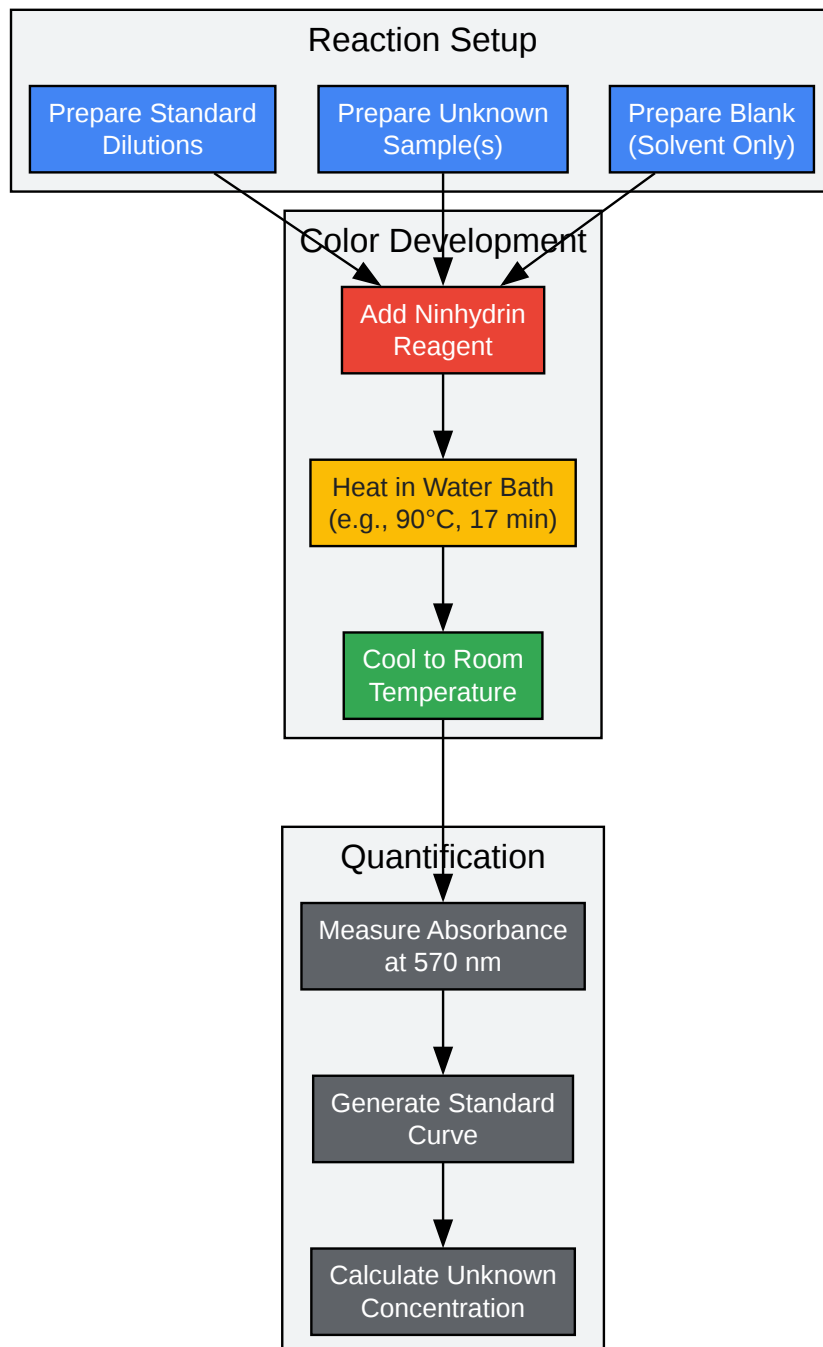 Reaction Setup
Prepare Standard
Dilutions
Prepare Unknown
Sample(s)
Prepare Blank
(Solvent Only)
Color Development
Add Ninhydrin
Reagent
Heat in Water Bath
(e.g., 90°C, 17 min)
Cool to Room
Temperature
Quantification
Measure Absorbance
at 570 nm
Generate Standard
Curve
Calculate Unknown
Concentration